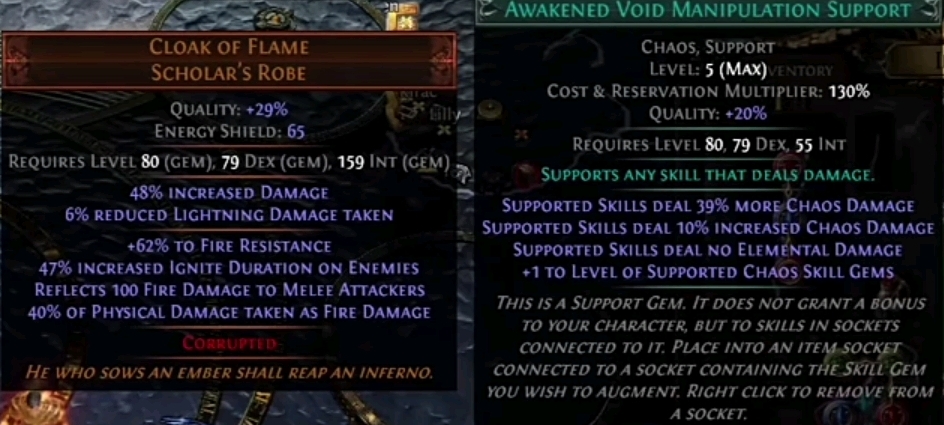 Cloak of Flame
Scholar's Robe
Quality: +29%
Energy Shield: 65
Requires Level 80 (gem), 79 Dex (gem), 159 Int (gem)
48% increased Damage
6% reduced Lightning Damage taken
+62% to Fire Resistance
47% increased Ignite Duration on Enemies
Reflects 100 Fire Damage to Melee Attackers
40% of Physical Damage taken as Fire Damage
Corrupted
He who sows an ember shall reap an inferno.
Awakened Void Manipulation Support
Chaos, Support
Level: 5 (Max)
Cost & Reservation Multiplier: 130%
Quality: +20%
Requires Level 80, 79 Dex, 55 Int
Supports any skill that deals damage.
Supported Skills deal 39% more Chaos Damage
Supported Skills deal 10% increased Chaos Damage
Supported Skills deal no Elemental Damage
+1 to Level of Supported Chaos Skill Gems
This is a Support Gem. It does not grant a bonus
to your character, but to skills in sockets
connected to it. Place into an item socket
connected to a socket containing the Skill Gem
you wish to augment. Right click to remove from
a socket.